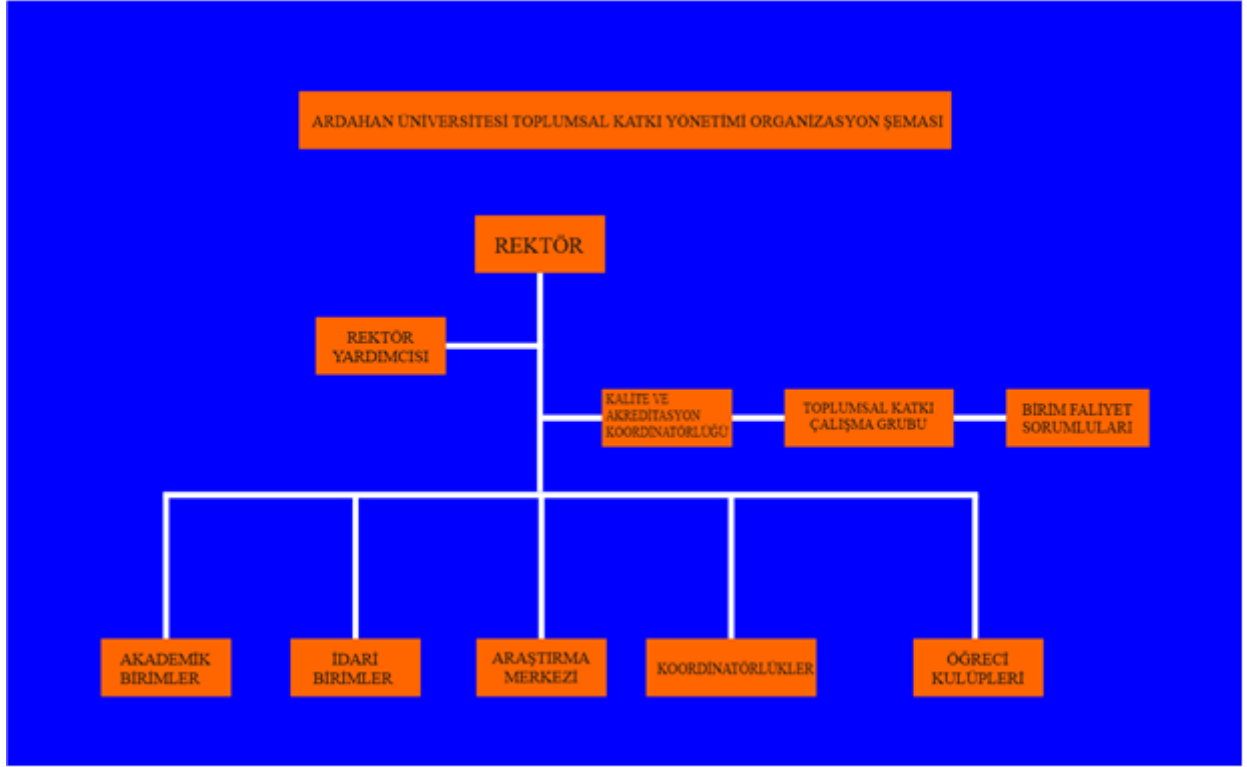 ARDAHAN ÜNİVERSİTESİ TOPLUMSAL KATKI YÖNETİMİ ORGANİZASYON ŞEMASI
REKTÖR
REKTÖR
YARDIMCISI
KALİTE VE
AKREDİTASYON
KOORDİNATÖRLÜĞÜ
TOPLUMSAL KATKI
ÇALIŞMA GRUBU
BİRİM FALİYET
SORUMLULARI
AKADEMİK
BİRİMLER
İDARİ
BİRİMLER
ARAŞTIRMA
MERKEZİ
KOORDİNATÖRLÜKLER
ÖĞRECİ
KULÜPLERİ